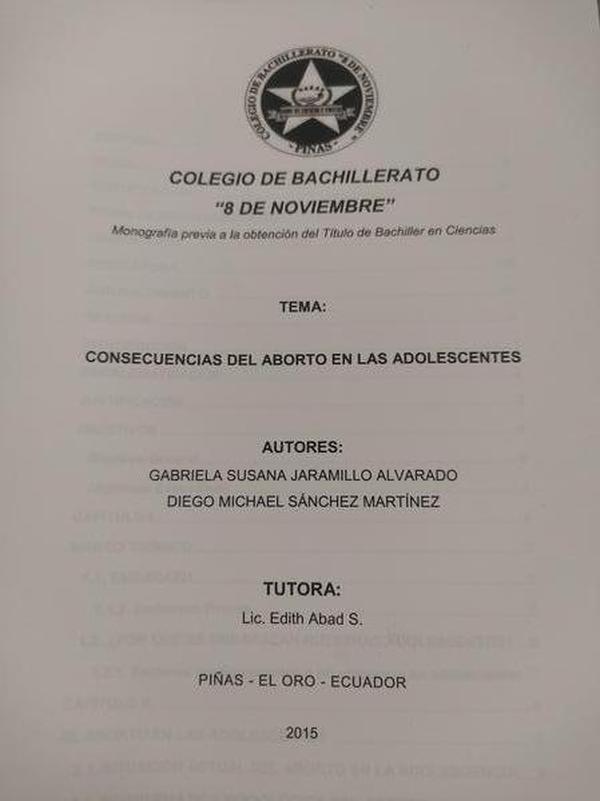 COLEGIO DE BACHILLERATO "8 DE NOVIEMBRE"
- PIÑAS -
COLEGIO DE BACHILLERATO
"8 DE NOVIEMBRE"
Monografía previa a la obtención del Título de Bachiller en Ciencias
TEMA:
CONSECUENCIAS DEL ABORTO EN LAS ADOLESCENTES
AUTORES:
GABRIELA SUSANA JARAMILLO ALVARADO
DIEGO MICHAEL SÁNCHEZ MARTÍNEZ
TUTORA:
Lic. Edith Abad S.
PIÑAS - EL ORO - ECUADOR
2015